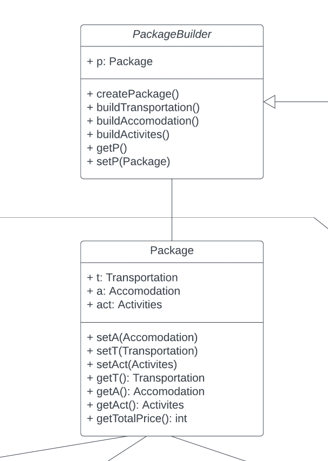 PackageBuilder
+ p: Package
+ createPackage()
+ buildTransportation()
+ buildAccomodation()
+ buildActivites()
+ getP()
+ setP(Package)
Package
+ t: Transportation
+ a: Accomodation
+ act: Activities
+ setA(Accomodation)
+ setT(Transportation)
+ setAct(Activites)
+ getT(): Transportation
+ getA(): Accomodation
+ getAct(): Activites
+ getTotalPrice(): int